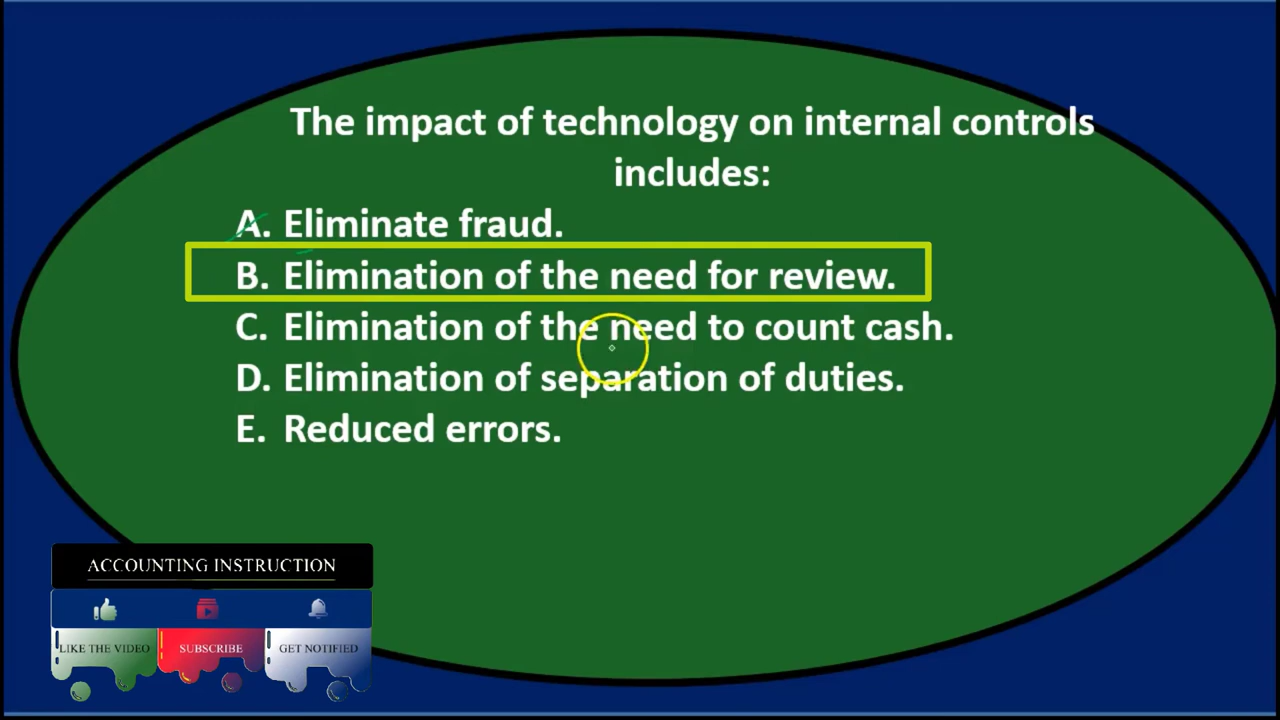 The impact of technology on internal controls
includes:
A. Eliminate fraud.
B. Elimination of the need for review.
C. Elimination of the need to count cash.
D. Elimination of separation of duties.
E. Reduced errors.
ACCOUNTING INSTRUCTION
LIKE THE VIDEO SUBSCRIBE GET NOTIFIED